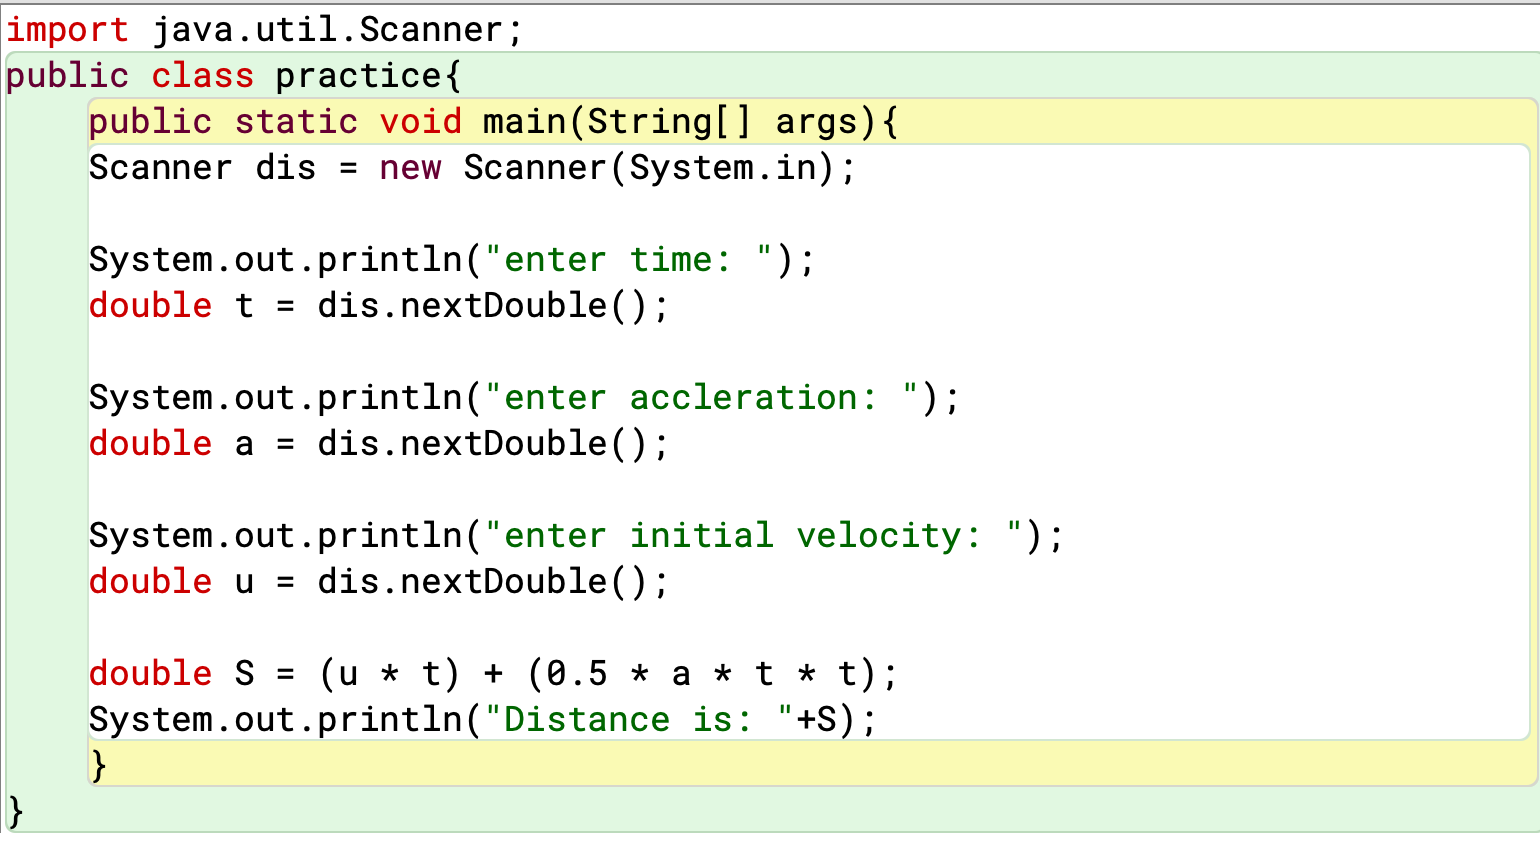 import java.util.Scanner;
public class practice{
public static void main(String[] args){
Scanner dis = new Scanner(System.in);
System.out.println("enter time: ");
double t = dis.nextDouble();
System.out.println("enter accleration: ");
double a = dis.nextDouble();
System.out.println("enter initial velocity: ");
double u = dis.nextDouble();
double S = (u * t) + (0.5 * a * t * t);
System.out.println("Distance is: "+S);
}
}